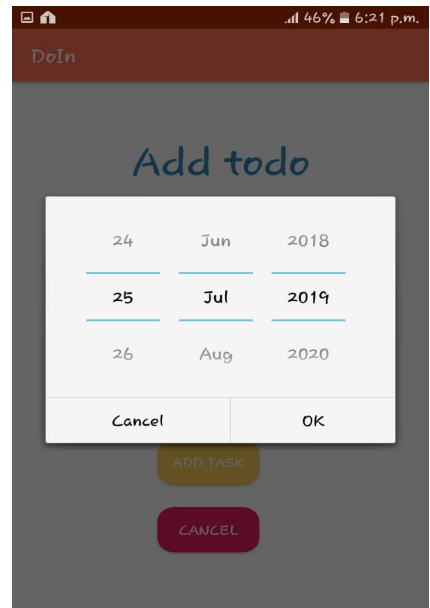 46% 6:21 p.m.
DoIn
Add todo
24 Jun 2018
25 Jul 2019
26 Aug 2020
Cancel OK
ADD TASK
CANCEL